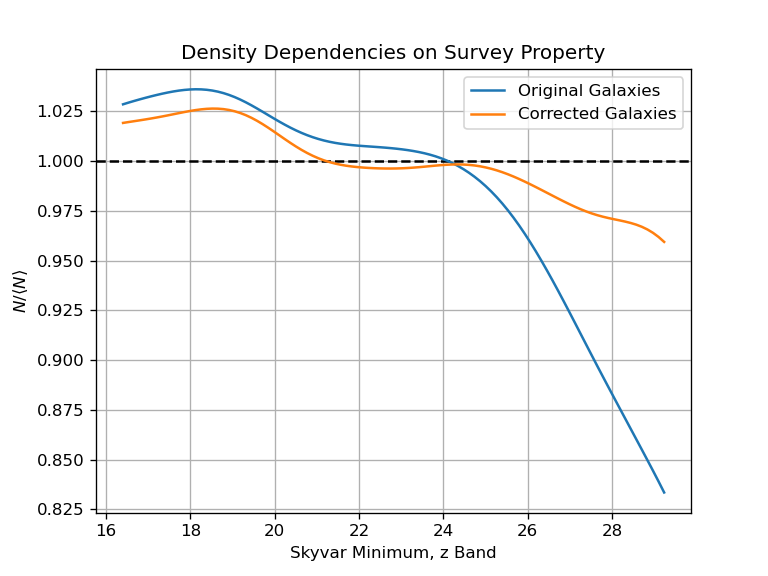 Density Dependencies on Survey Property
Original Galaxies
Corrected Galaxies
1.025
1.000
0.975
0.950
0.925
0.900
0.875
0.850
0.825
N/⟨N⟩
16 18 20 22 24 26 28
Skyvar Minimum, z Band